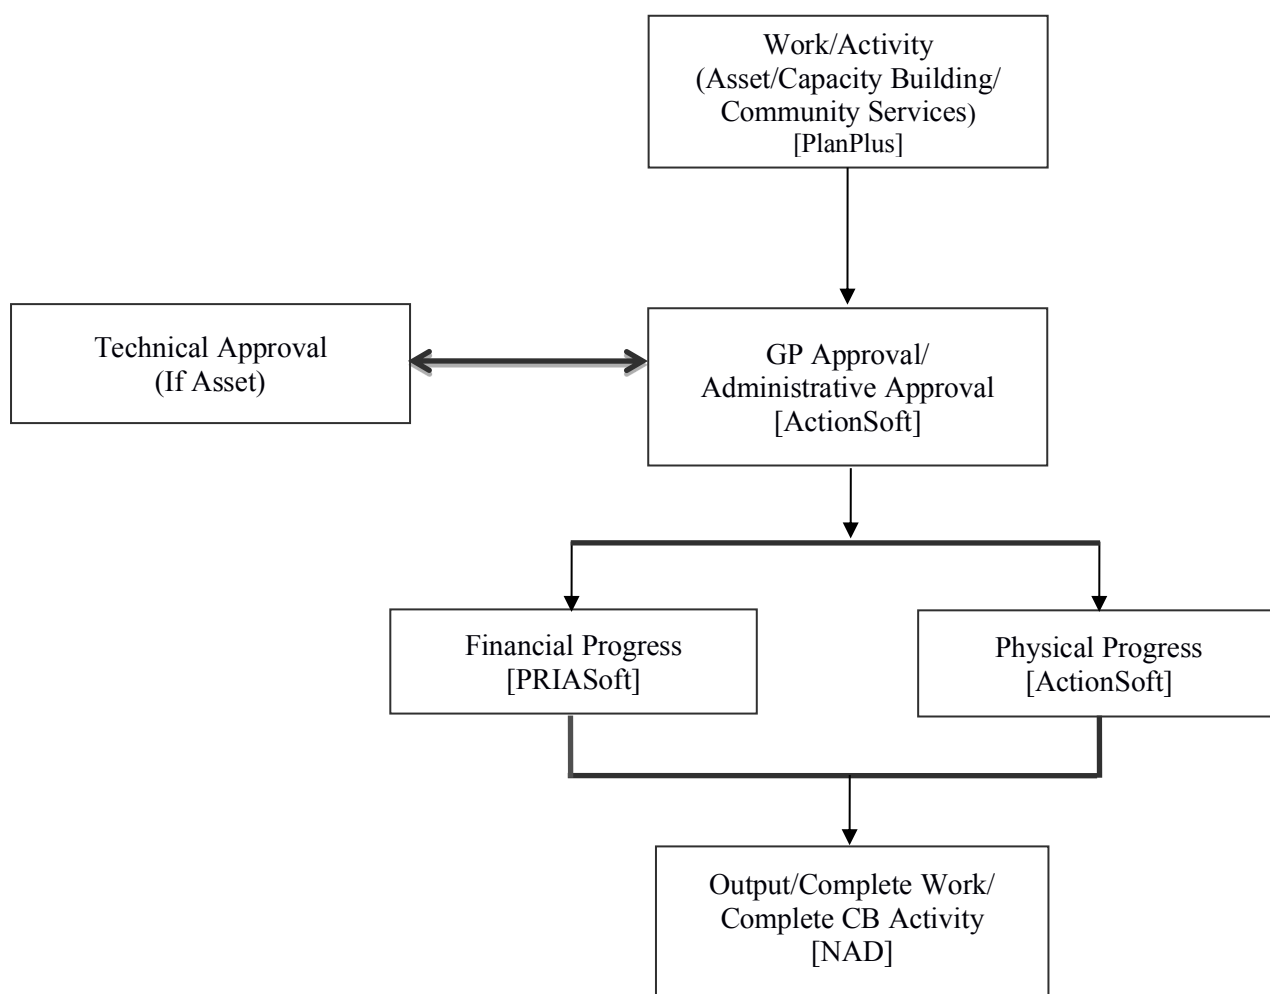 Work/Activity
(Asset/Capacity Building/
Community Services)
[PlanPlus]
Technical Approval
(If Asset)
GP Approval/
Administrative Approval
[ActionSoft]
Financial Progress
[PRIASoft]
Physical Progress
[ActionSoft]
Output/Complete Work/
Complete CB Activity
[NAD]